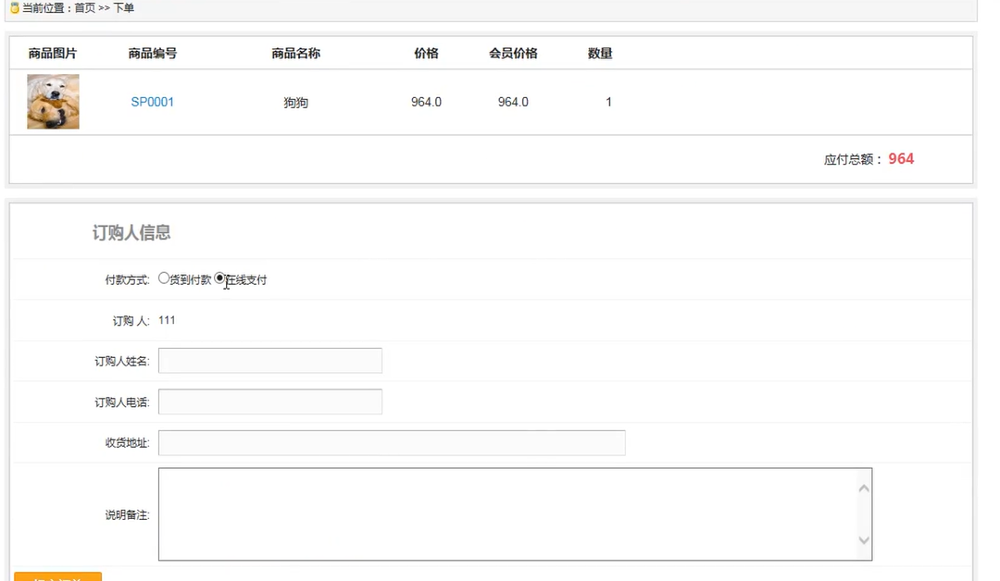 当前位置：首页 >> 下单
商品图片 商品编号 商品名称 价格 会员价格 数量
SP0001 狗狗 964.0 964.0 1
应付总额： 964
订购人信息
付款方式: 货到付款 在线支付
订购 人: 111
订购人姓名:
订购人电话:
收货地址:
说明备注: